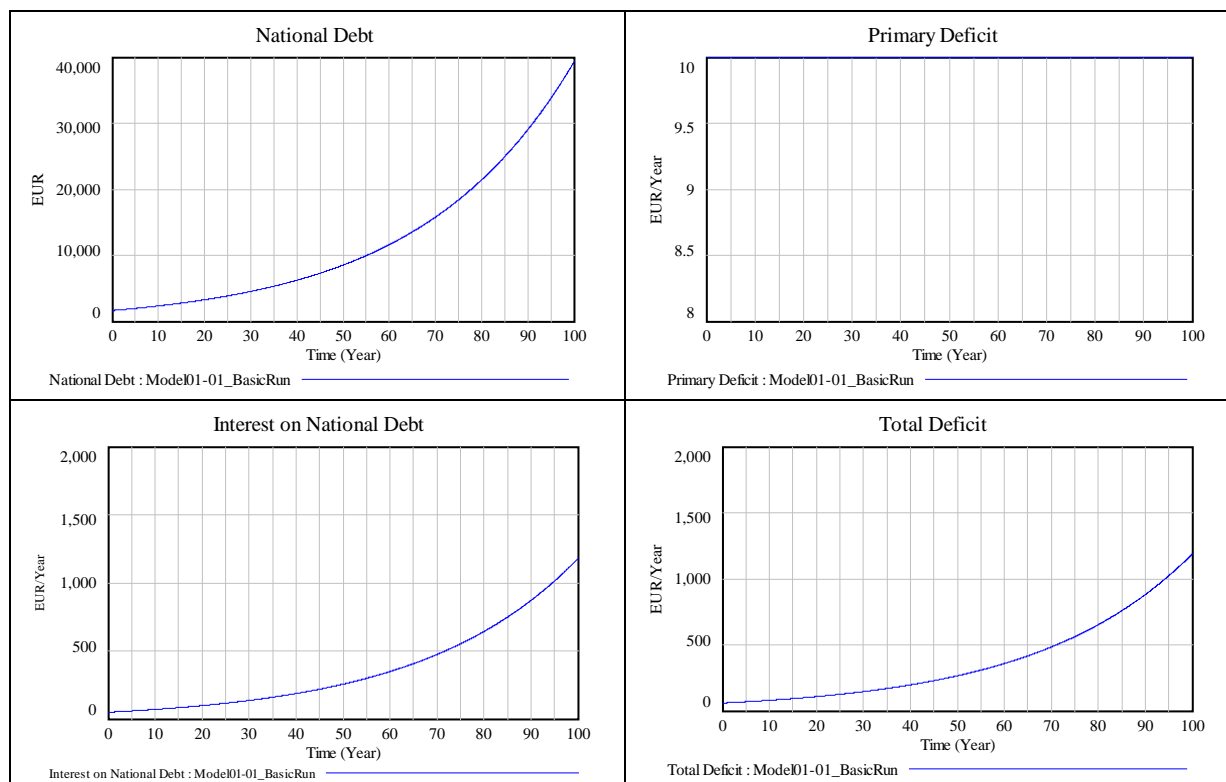 National Debt
40,000
30,000
20,000
10,000
0
EUR
0 10 20 30 40 50 60 70 80 90 100
Time (Year)
National Debt : Model01-01_BasicRun
Primary Deficit
10
9.5
9
8.5
8
EUR/Year
0 10 20 30 40 50 60 70 80 90 100
Time (Year)
Primary Deficit : Model01-01_BasicRun
Interest on National Debt
2,000
1,500
1,000
500
0
EUR/Year
0 10 20 30 40 50 60 70 80 90 100
Time (Year)
Interest on National Debt : Model01-01_BasicRun
Total Deficit
2,000
1,500
1,000
500
0
EUR/Year
0 10 20 30 40 50 60 70 80 90 100
Time (Year)
Total Deficit : Model01-01_BasicRun